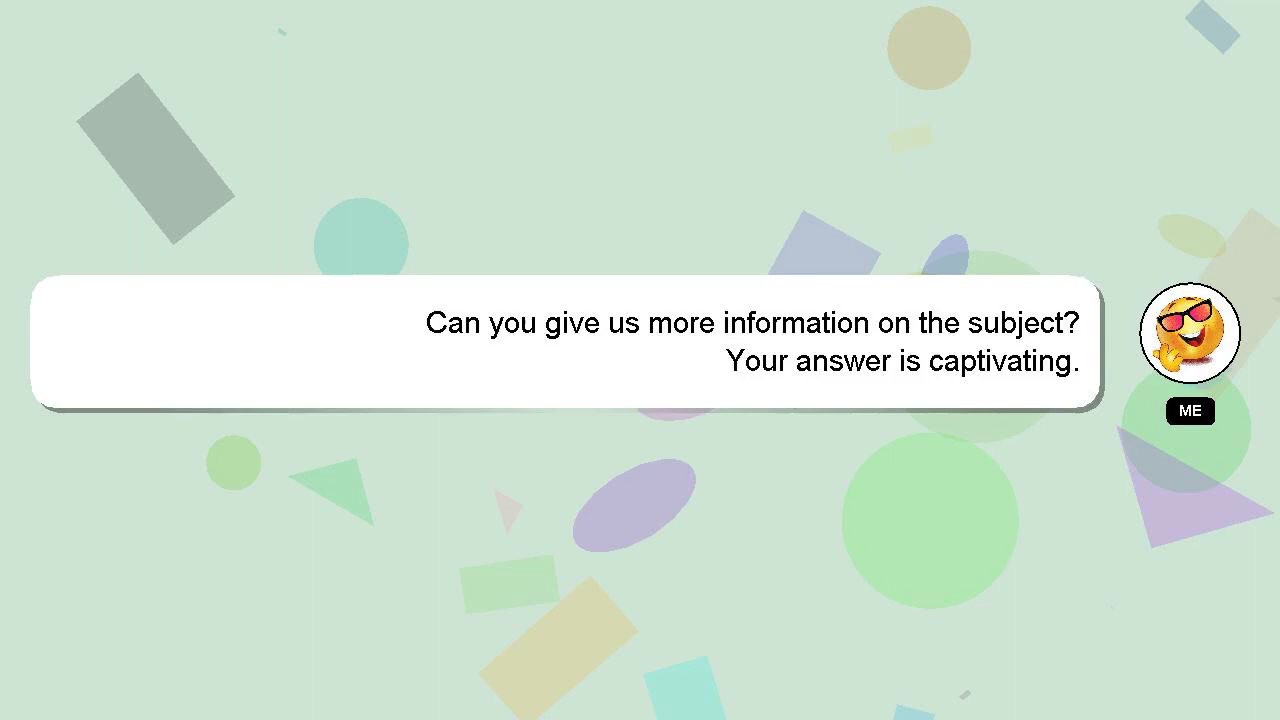 Can you give us more information on the subject?
Your answer is captivating.
ME